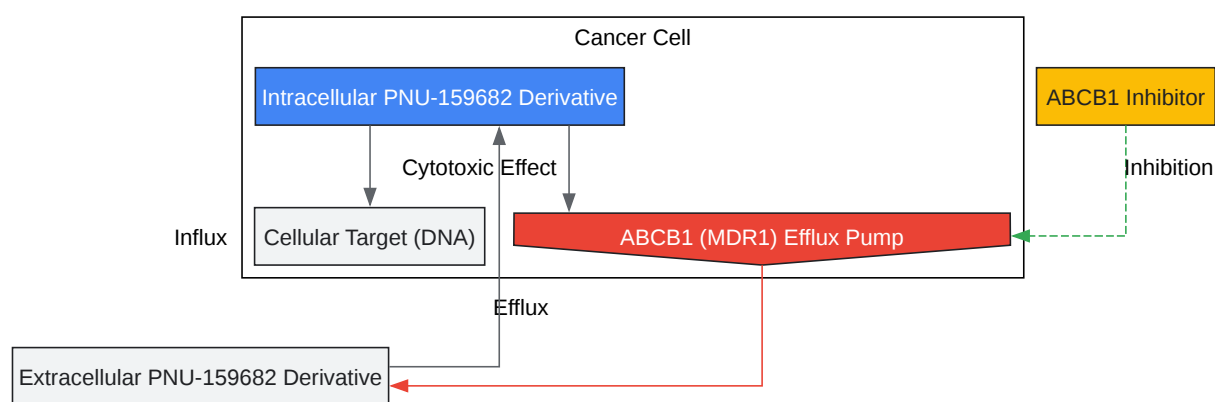 Cancer Cell
Intracellular PNU-159682 Derivative
ABCB1 Inhibitor
Cytotoxic Effect
Inhibition
Influx
Cellular Target (DNA)
ABCB1 (MDR1) Efflux Pump
Efflux
Extracellular PNU-159682 Derivative